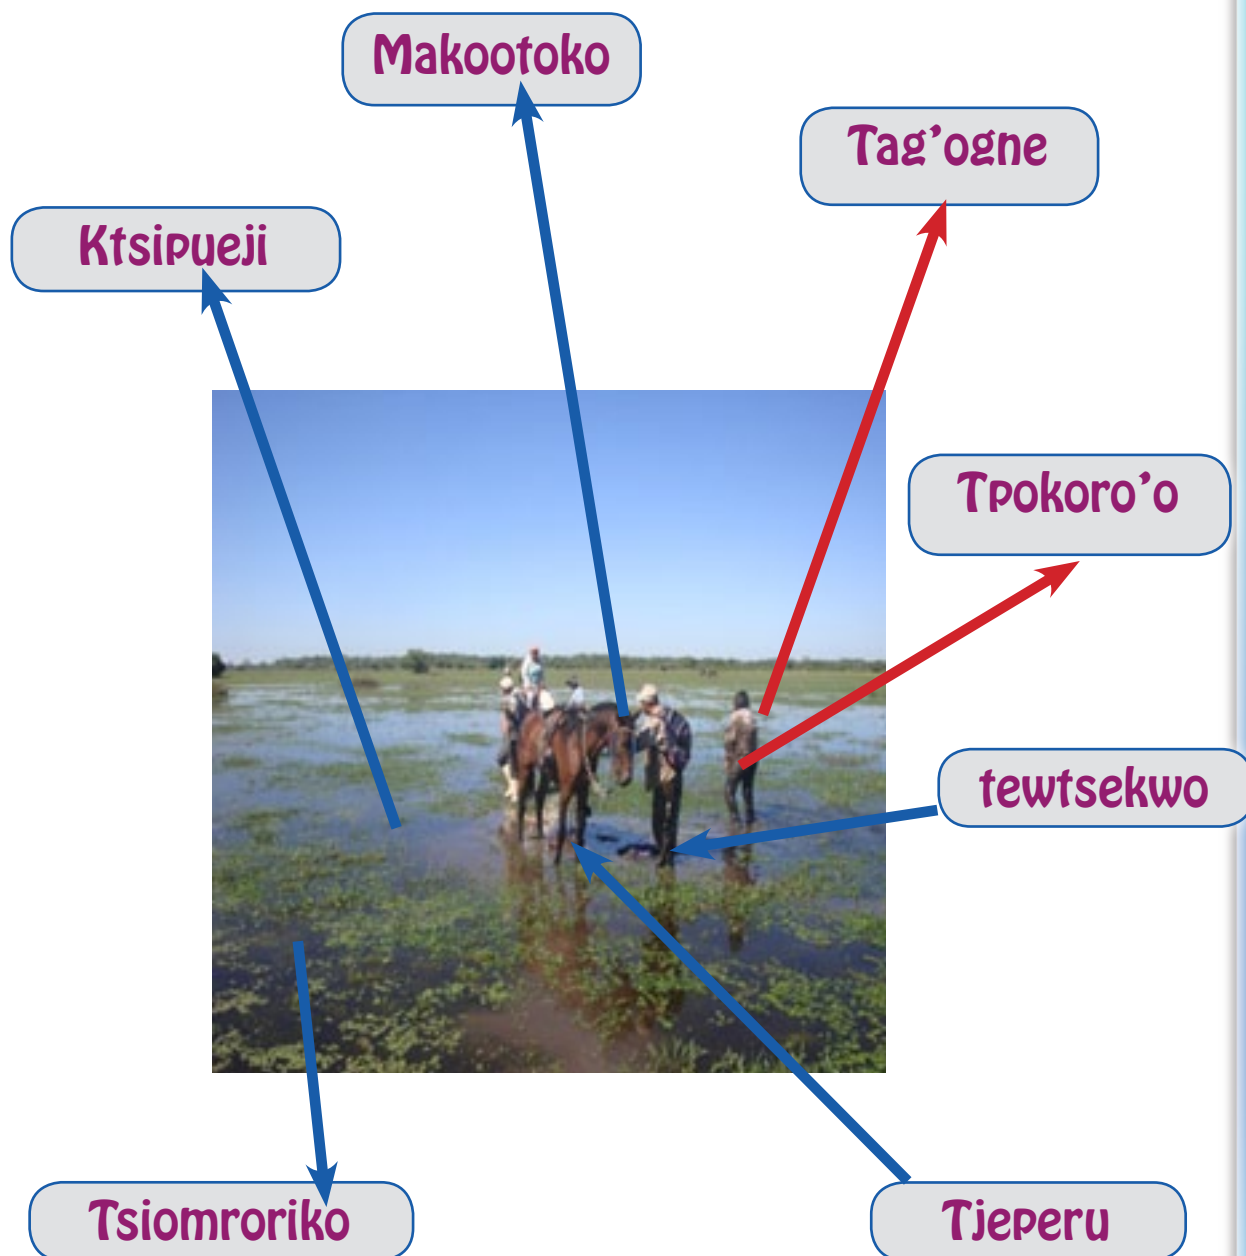 Makootoko
Tag’ogne
Ktsipueji
Tpokoro’o
tewtsekwo
Tsiomroriko
Tjeperu